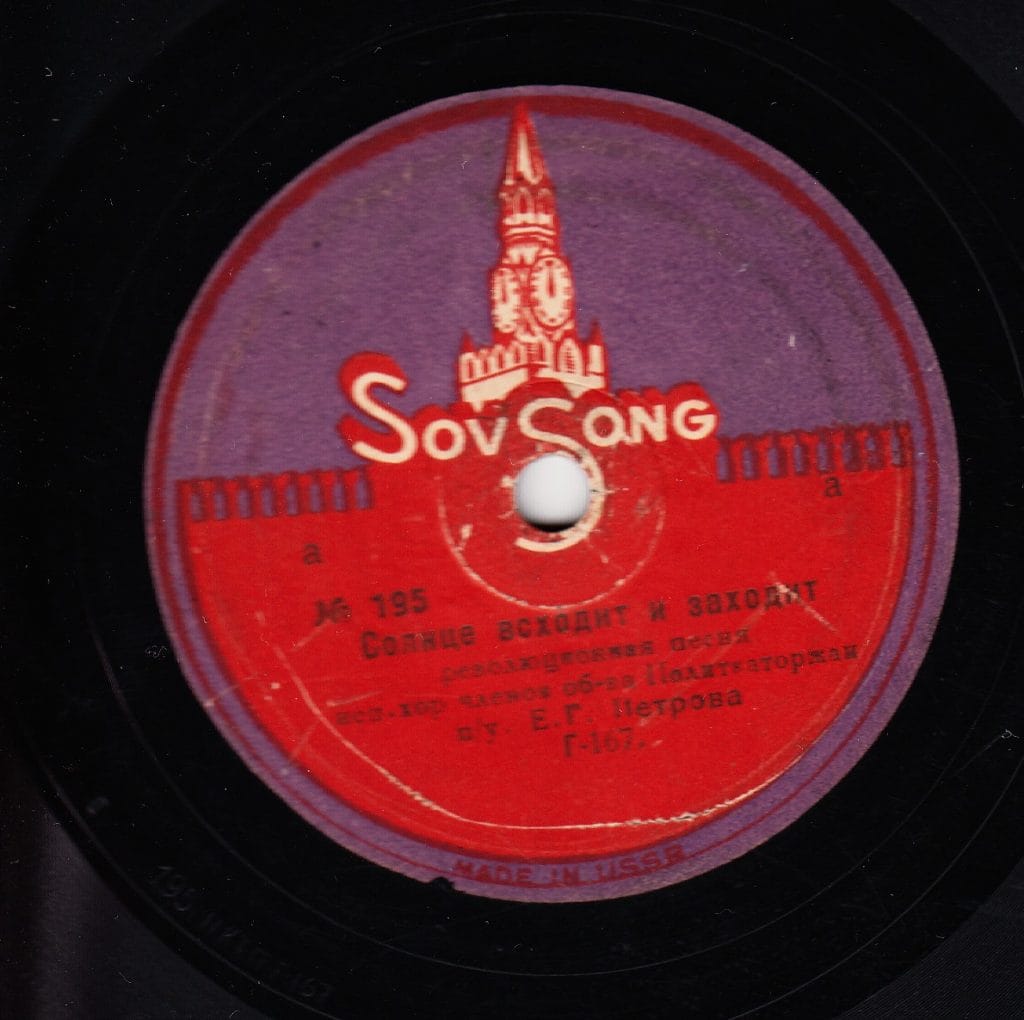 SovSong
а
а
№ 195
Солнце всходит и заходит
революционная песня
исп. хор членов об-ва Политкаторжан
п/у. Е.Г. Петрова
Г-167.
MADE IN USSR